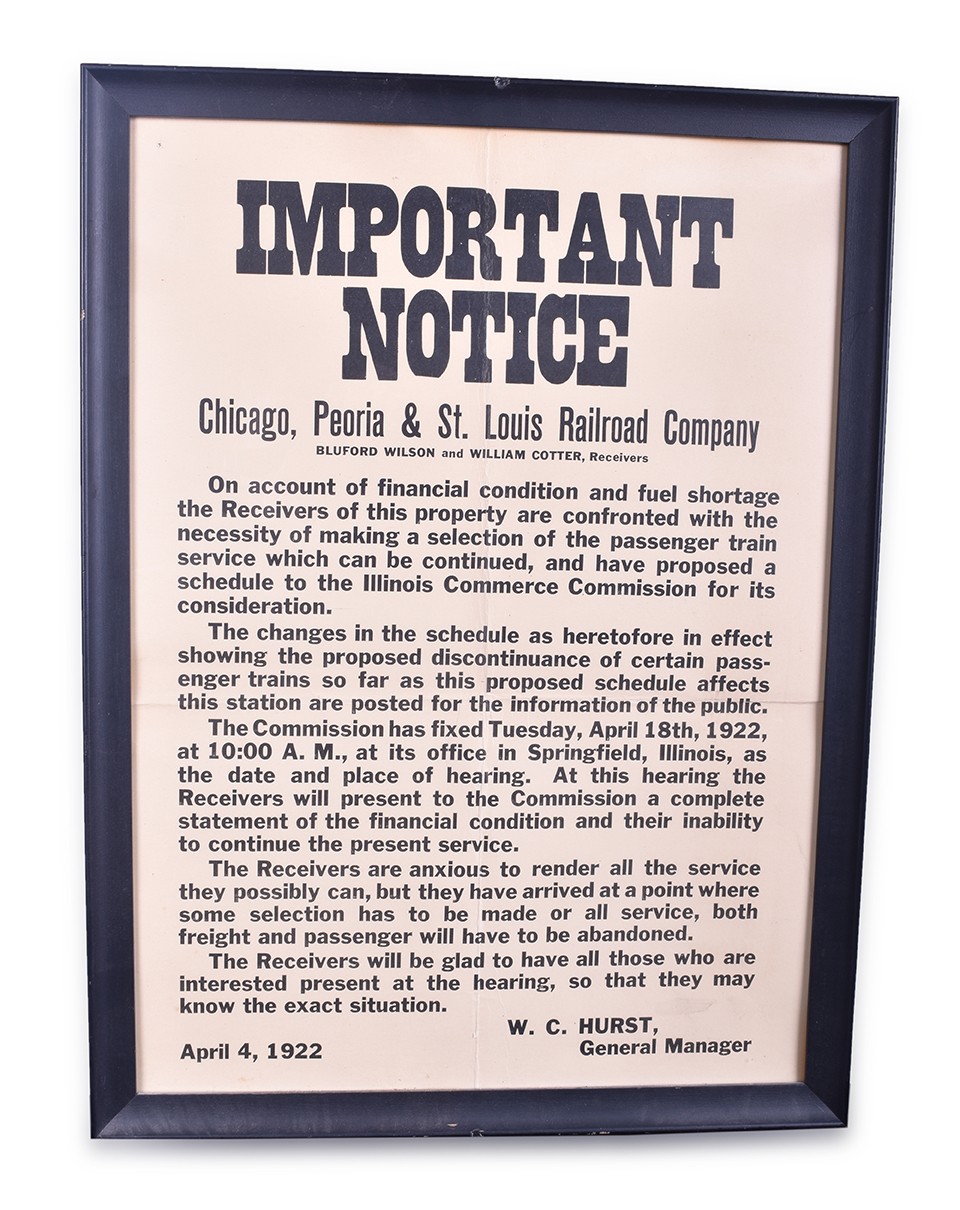 IMPORTANT
NOTICE
Chicago, Peoria & St. Louis Railroad Company
BLUFORD WILSON and WILLIAM COTTER, Receivers
On account of financial condition and fuel shortage
the Receivers of this property are confronted with the
necessity of making a selection of the passenger train
service which can be continued, and have proposed a
schedule to the Illinois Commerce Commission for its
consideration.
The changes in the schedule as heretofore in effect
showing the proposed discontinuance of certain pass-
enger trains so far as this proposed schedule affects
this station are posted for the information of the public.
The Commission has fixed Tuesday, April 18th, 1922,
at 10:00 A. M., at its office in Springfield, Illinois, as
the date and place of hearing. At this hearing the
Receivers will present to the Commission a complete
statement of the financial condition and their inability
to continue the present service.
The Receivers are anxious to render all the service
they possibly can, but they have arrived at a point where
some selection has to be made or all service, both
freight and passenger will have to be abandoned.
The Receivers will be glad to have all those who are
interested present at the hearing, so that they may
know the exact situation.
W. C. HURST,
General Manager
April 4, 1922